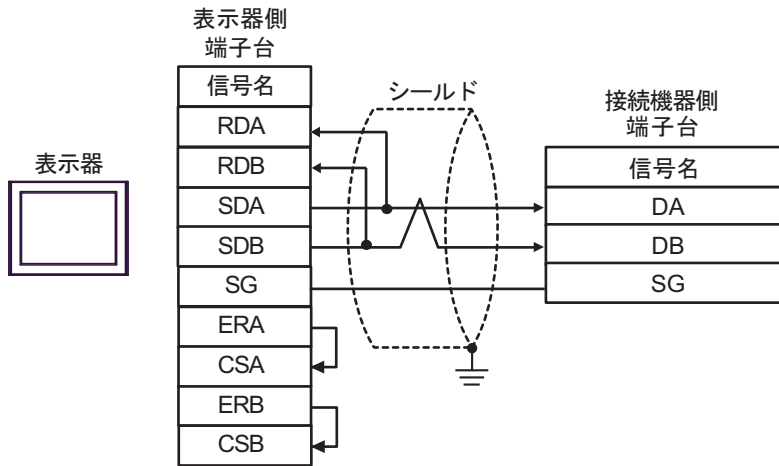 表示器
表示器側
端子台
信号名
RDA
RDB
SDA
SDB
SG
ERA
CSA
ERB
CSB
シールド
接続機器側
端子台
信号名
DA
DB
SG